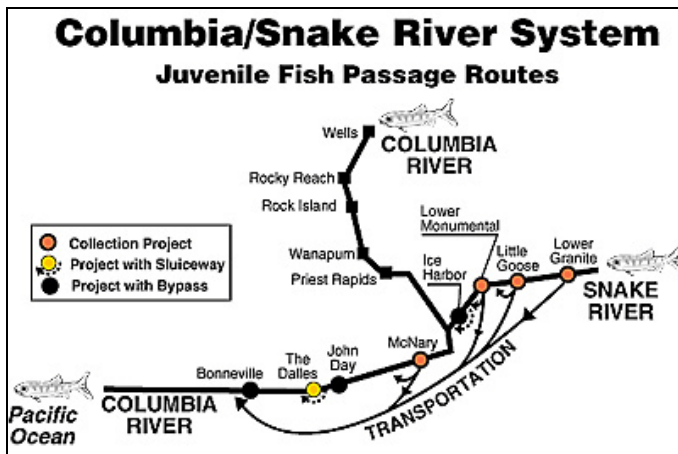 Columbia/Snake River System
Juvenile Fish Passage Routes
Wells
COLUMBIA
RIVER
Rocky Reach
Rock Island
Wanapum
Priest Rapids
Collection Project
Project with Sluiceway
Project with Bypass
Lower
Monumental
Ice
Harbor
Little
Goose
Lower
Granite
SNAKE
RIVER
McNary
John
Day
The
Dalles
Bonneville
TRANSPORTATION
COLUMBIA
RIVER
Pacific
Ocean